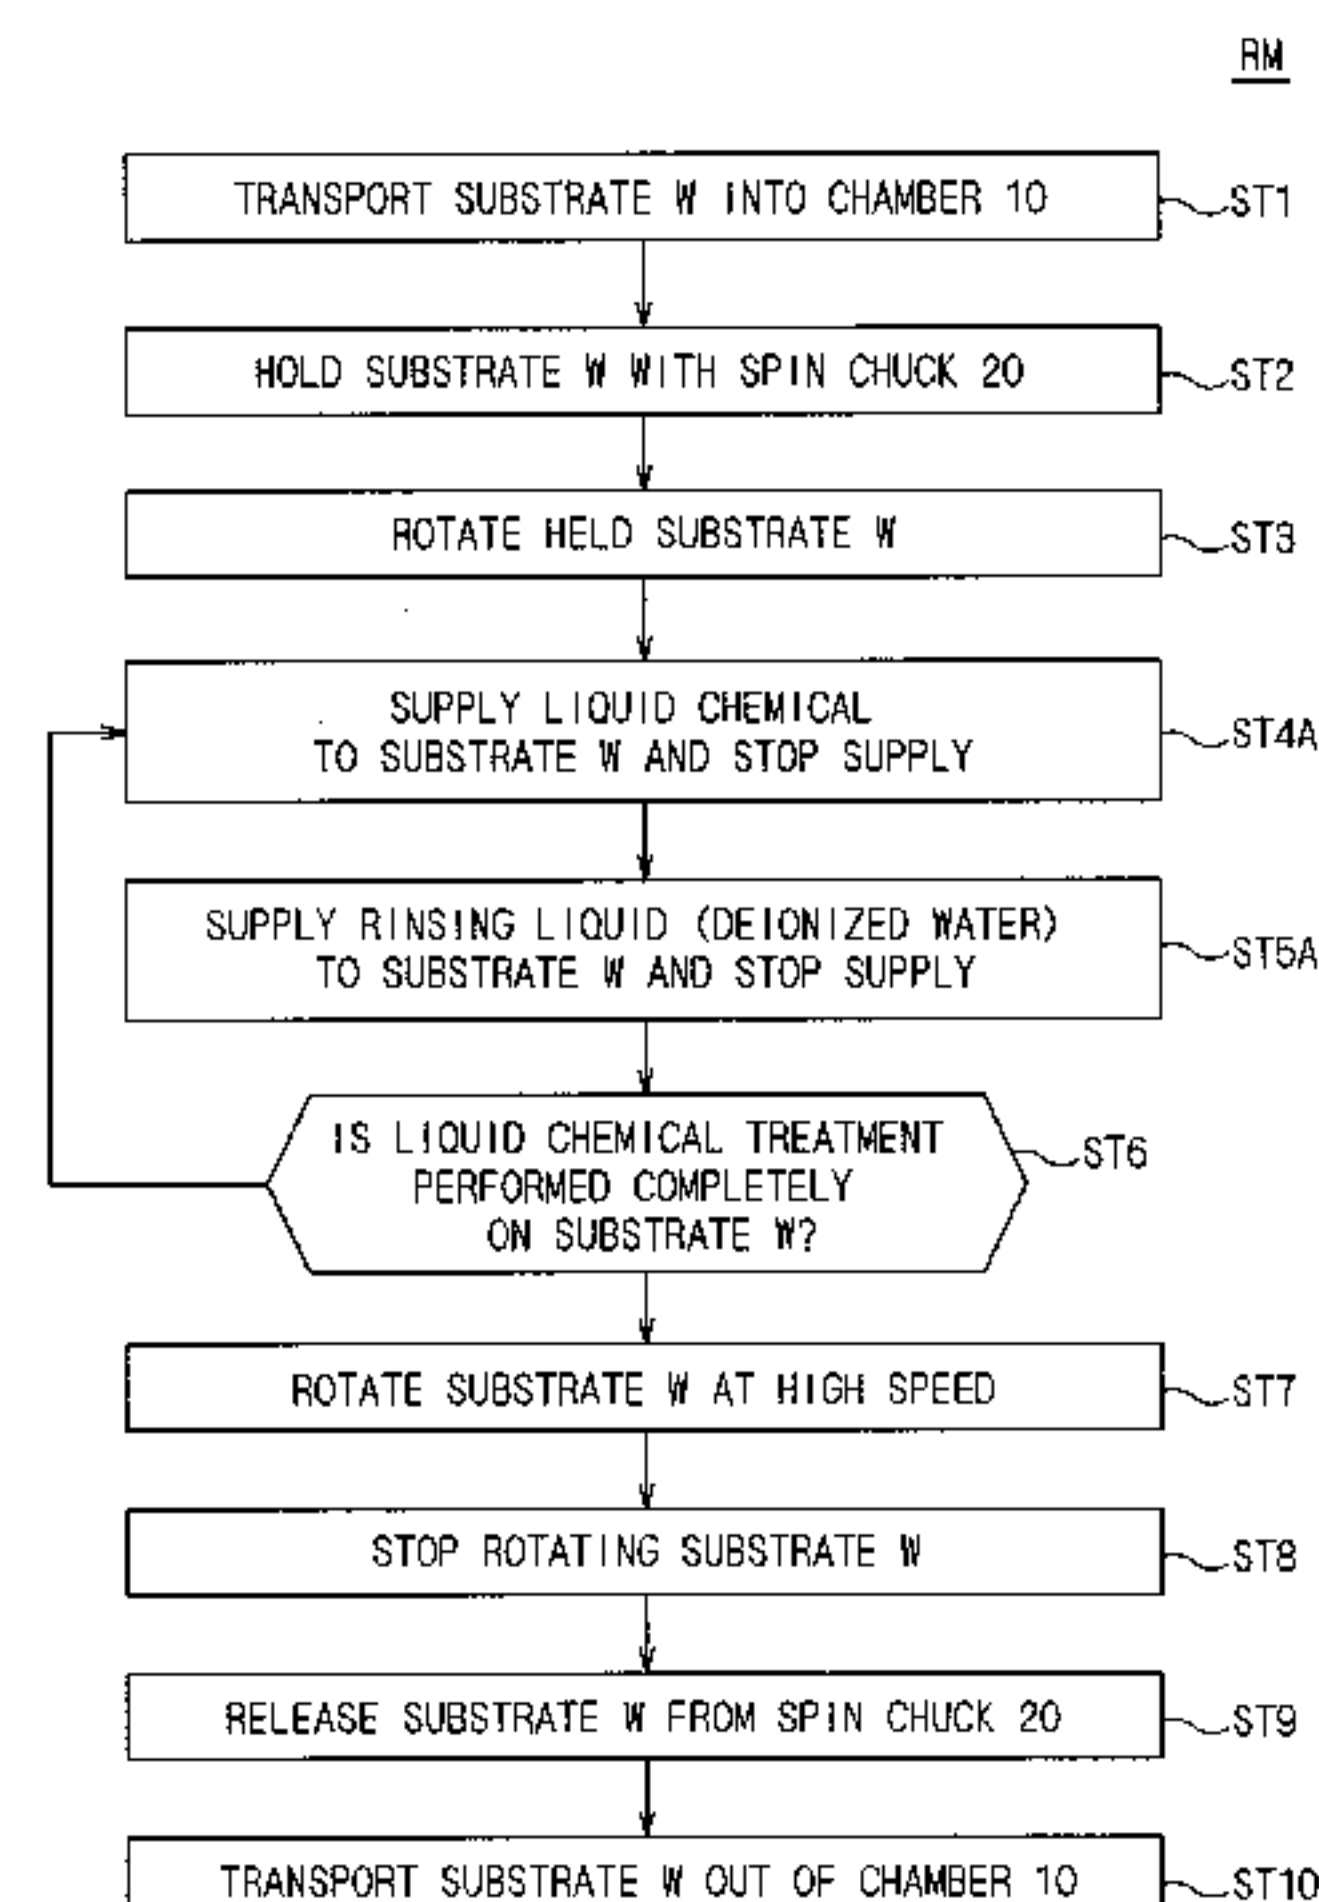 RM
TRANSPORT SUBSTRATE W INTO CHAMBER 10
ST1
HOLD SUBSTRATE W WITH SPIN CHUCK 20
ST2
ROTATE HELD SUBSTRATE W
ST3
SUPPLY LIQUID CHEMICAL
TO SUBSTRATE W AND STOP SUPPLY
ST4A
SUPPLY RINSING LIQUID (DEIONIZED WATER)
TO SUBSTRATE W AND STOP SUPPLY
ST5A
IS LIQUID CHEMICAL TREATMENT
PERFORMED COMPLETELY
ON SUBSTRATE W?
ST6
ROTATE SUBSTRATE W AT HIGH SPEED
ST7
STOP ROTATING SUBSTRATE W
ST8
RELEASE SUBSTRATE W FROM SPIN CHUCK 20
ST9
TRANSPORT SUBSTRATE W OUT OF CHAMBER 10
ST10